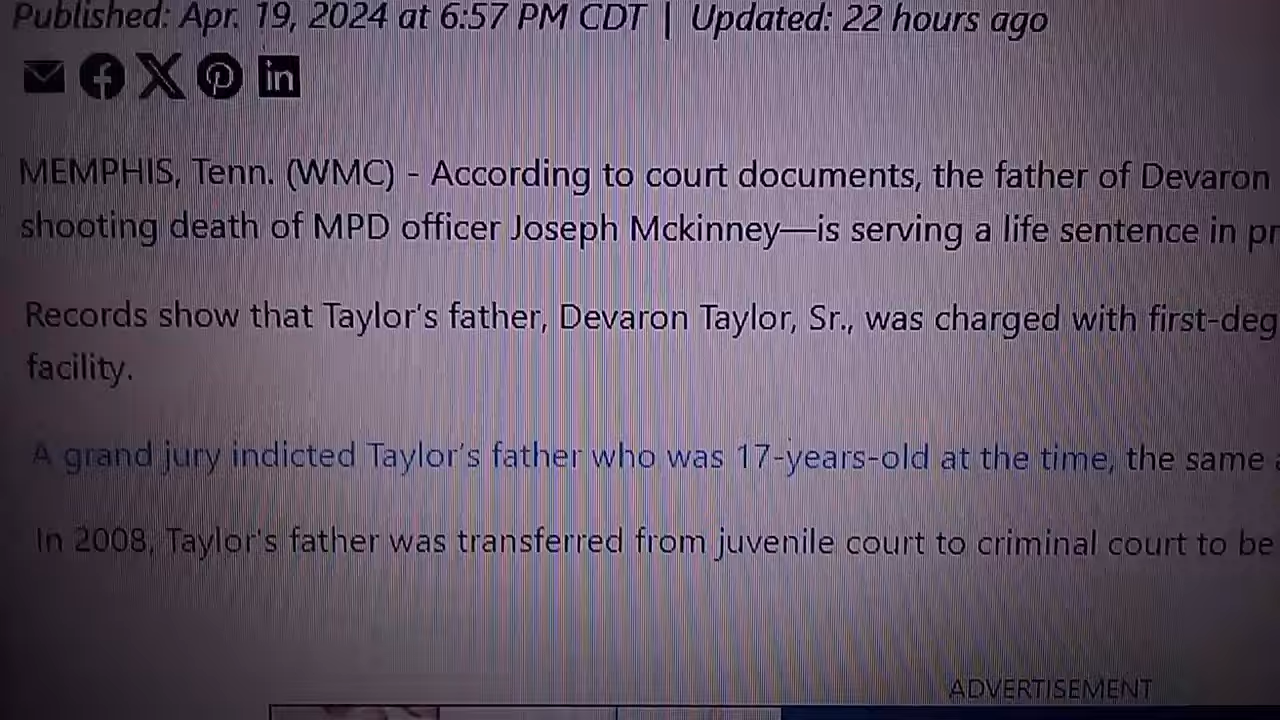 Published: Apr. 19, 2024 at 6:57 PM CDT | Updated: 22 hours ago
in
MEMPHIS, Tenn. (WMC) - According to court documents, the father of Devaron
shooting death of MPD officer Joseph Mckinney—is serving a life sentence in pr
Records show that Taylor's father, Devaron Taylor, Sr., was charged with first-deg
facility.
A grand jury indicted Taylor's father who was 17-years-old at the time, the same
In 2008, Taylor's father was transferred from juvenile court to criminal court to be
ADVERTISEMENT